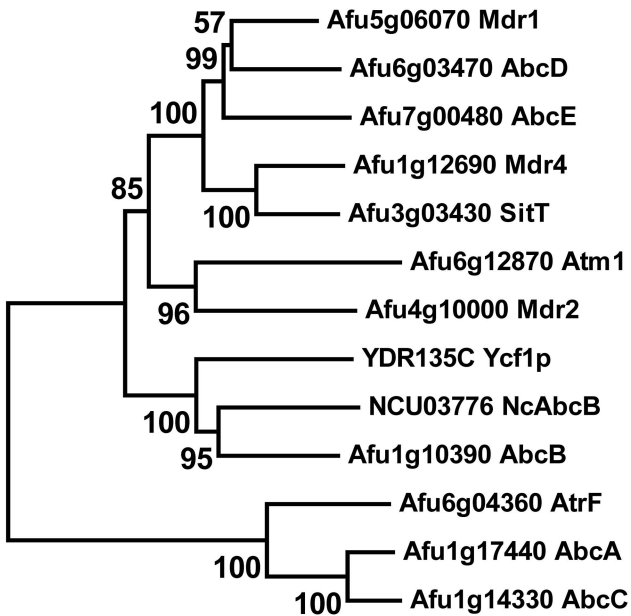 57
Afu5g06070 Mdr1
99
Afu6g03470 AbcD
100
Afu7g00480 AbcE
Afu1g12690 Mdr4
85
100
Afu3g03430 SitT
Afu6g12870 Atm1
96
Afu4g10000 Mdr2
YDR135C Ycf1p
100
NCU03776 NcAbcB
95
Afu1g10390 AbcB
Afu6g04360 AtrF
100
Afu1g17440 AbcA
100
Afu1g14330 AbcC